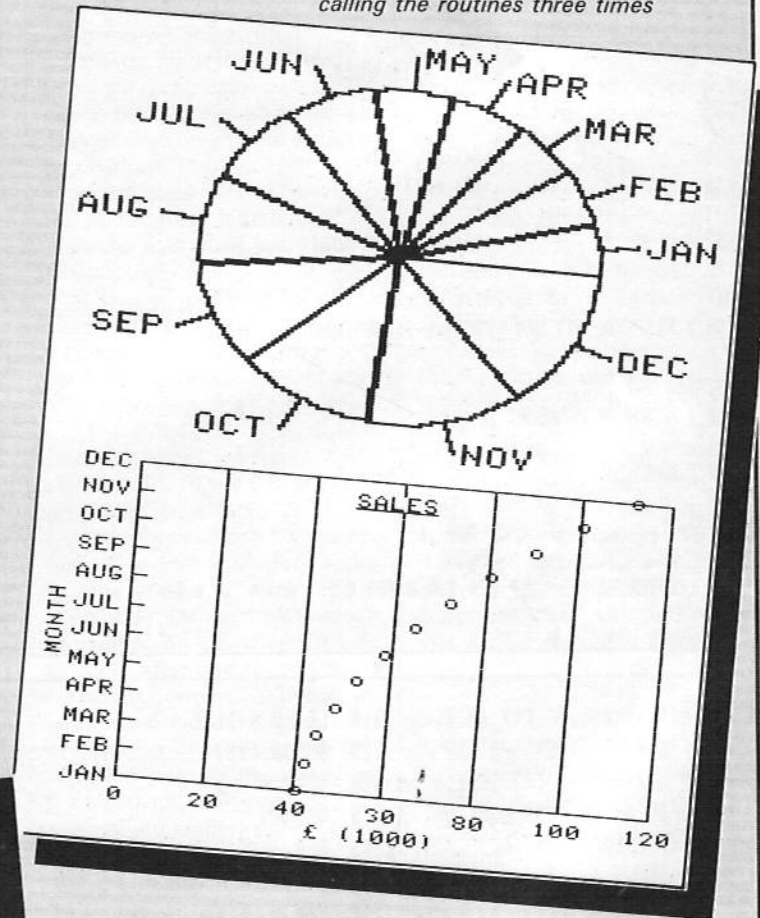 calling the routines three times
JUN
MAY
APR
JUL
MAR
FEB
AUG
JAN
SEP
DEC
OCT
NOV
DEC
NOV
SALES
OCT
SEP
AUG
JUL
JUN
MAY
APR
MAR
FEB
JAN
MONTH
0 20 40 60 80 100 120
£ (1000)